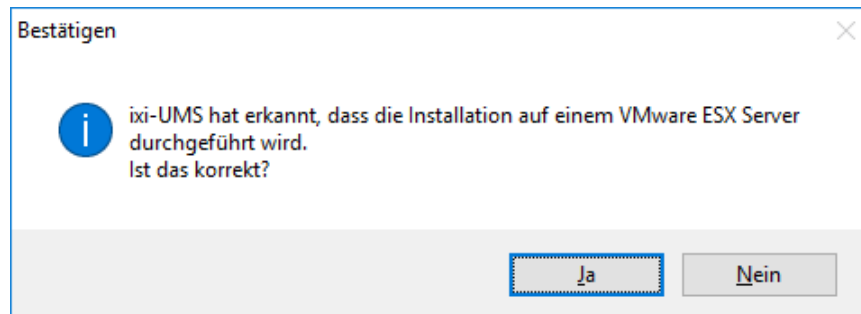 Bestätigen
ixi-UMS hat erkannt, dass die Installation auf einem VMware ESX Server
durchgeführt wird.
Ist das korrekt?
Ja
Nein